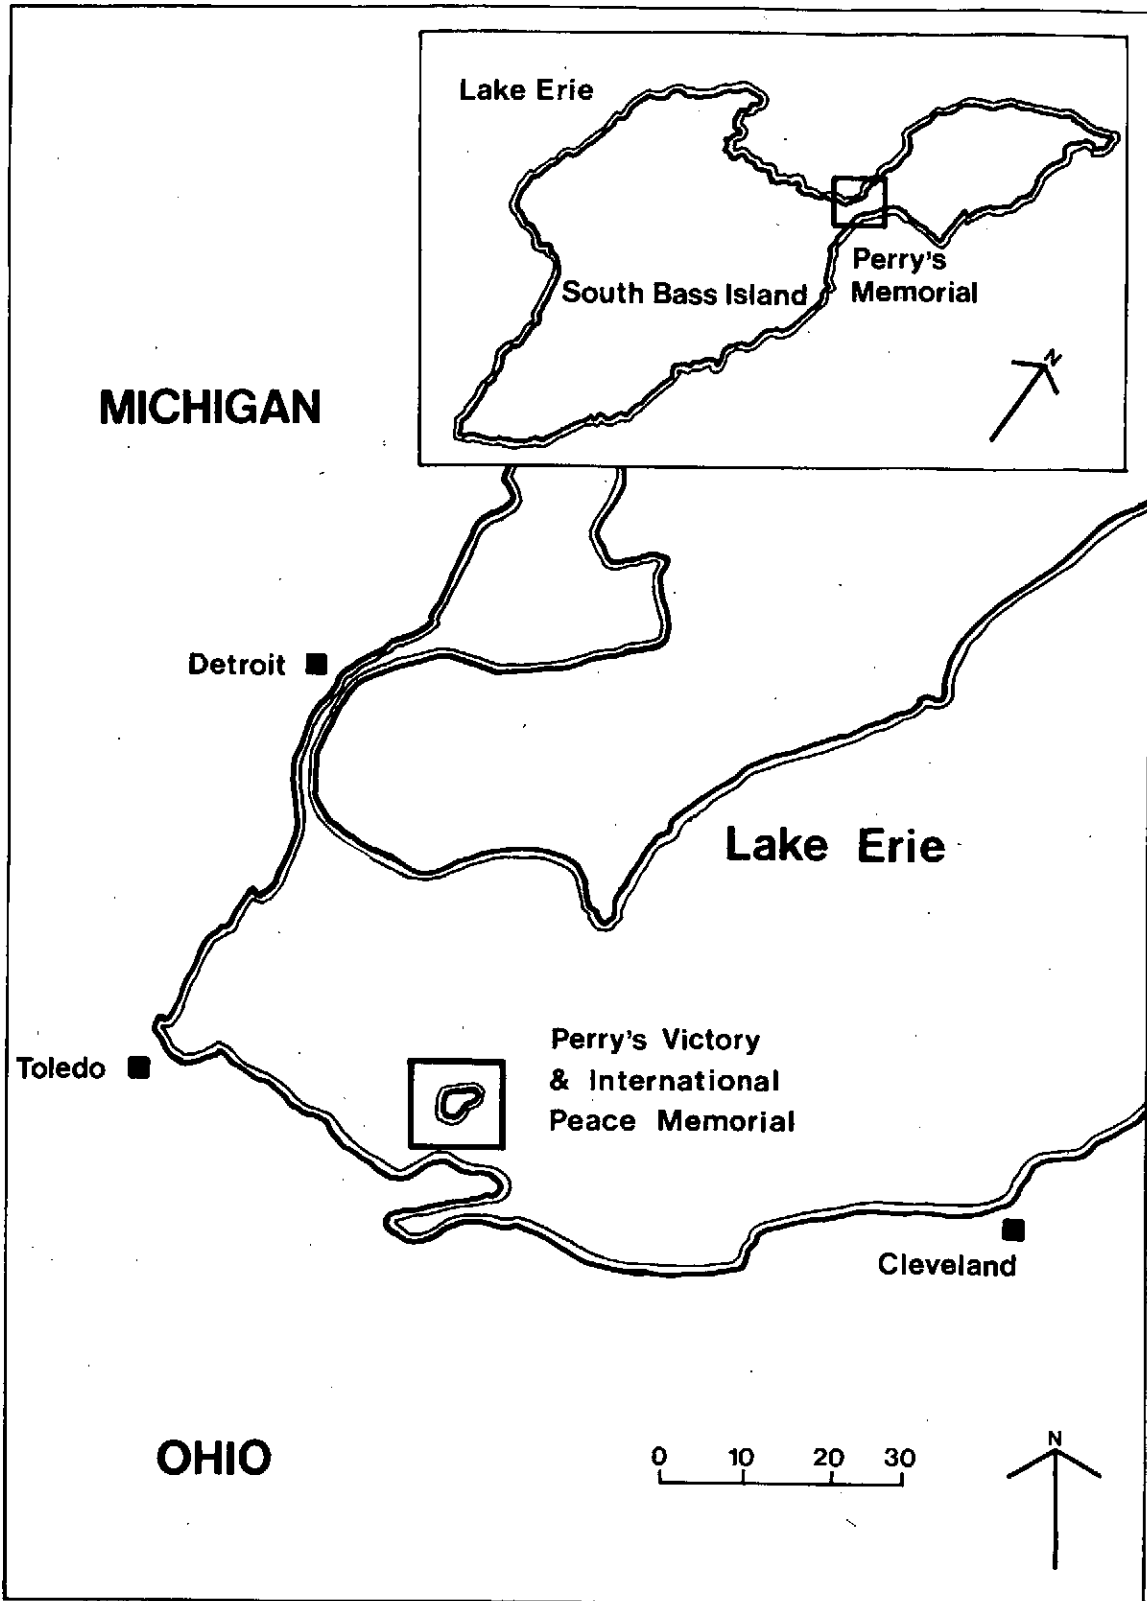 Lake Erie
Perry's
Memorial
South Bass Island
N
MICHIGAN
Detroit
Lake Erie
Perry's Victory
& International
Peace Memorial
Toledo
Cleveland
OHIO
0 10 20 30
N